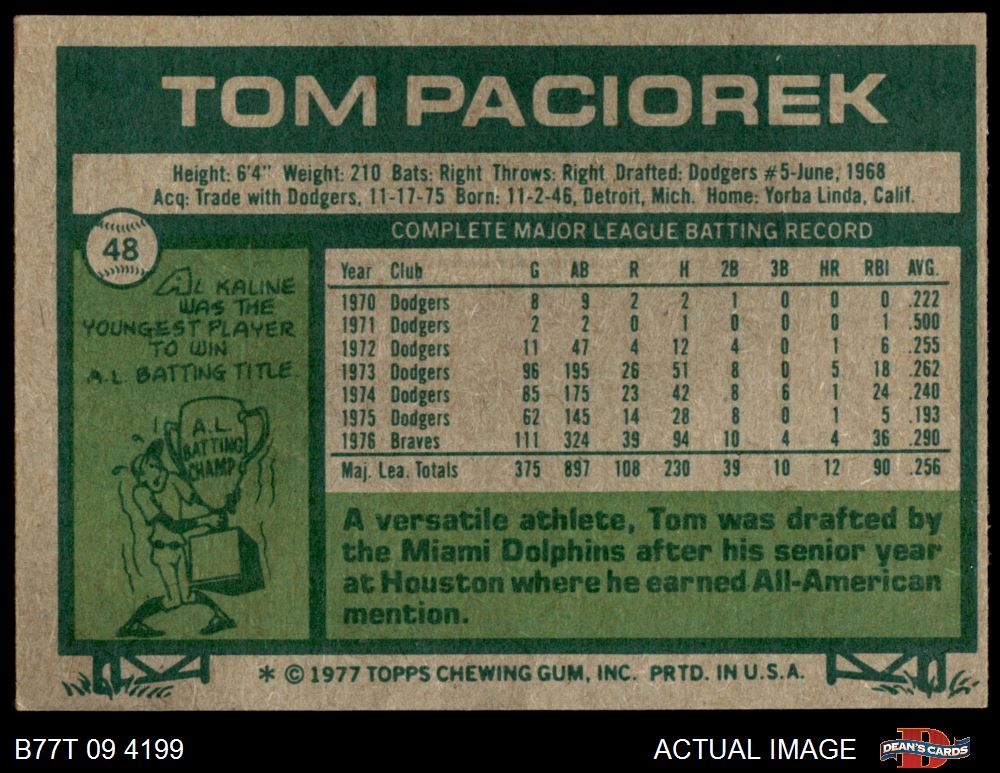 TOM PACIOREK
Height: 6'4" Weight: 210 Bats: Right Throws: Right Drafted: Dodgers #5-June, 1968
Acq: Trade with Dodgers, 11-17-75 Born: 11-2-46, Detroit, Mich. Home: Yorba Linda, Calif.
48
AL KALINE
WAS THE
YOUNGEST PLAYER
TO WIN
A.L. BATTING TITLE.
A.L.
BATTING
CHAMP
COMPLETE MAJOR LEAGUE BATTING RECORD
Year Club G AB R H 2B 3B HR RBI AVG.
1970 Dodgers 8 9 2 2 1 0 0 0 .222
1971 Dodgers 2 2 0 1 0 0 0 1 .500
1972 Dodgers 11 47 4 12 4 0 1 6 .255
1973 Dodgers 96 195 26 51 8 0 5 18 .262
1974 Dodgers 85 175 23 42 8 6 1 24 .240
1975 Dodgers 62 145 14 28 8 0 1 5 .193
1976 Braves 111 324 39 94 10 4 4 36 .290
Maj. Lea. Totals 375 897 108 230 39 10 12 90 .256
A versatile athlete, Tom was drafted by
the Miami Dolphins after his senior year
at Houston where he earned All-American
mention.
* © 1977 TOPPS CHEWING GUM, INC. PRTD. IN U.S.A.
B77T 09 4199
ACTUAL IMAGE
DEAN'S CARDS